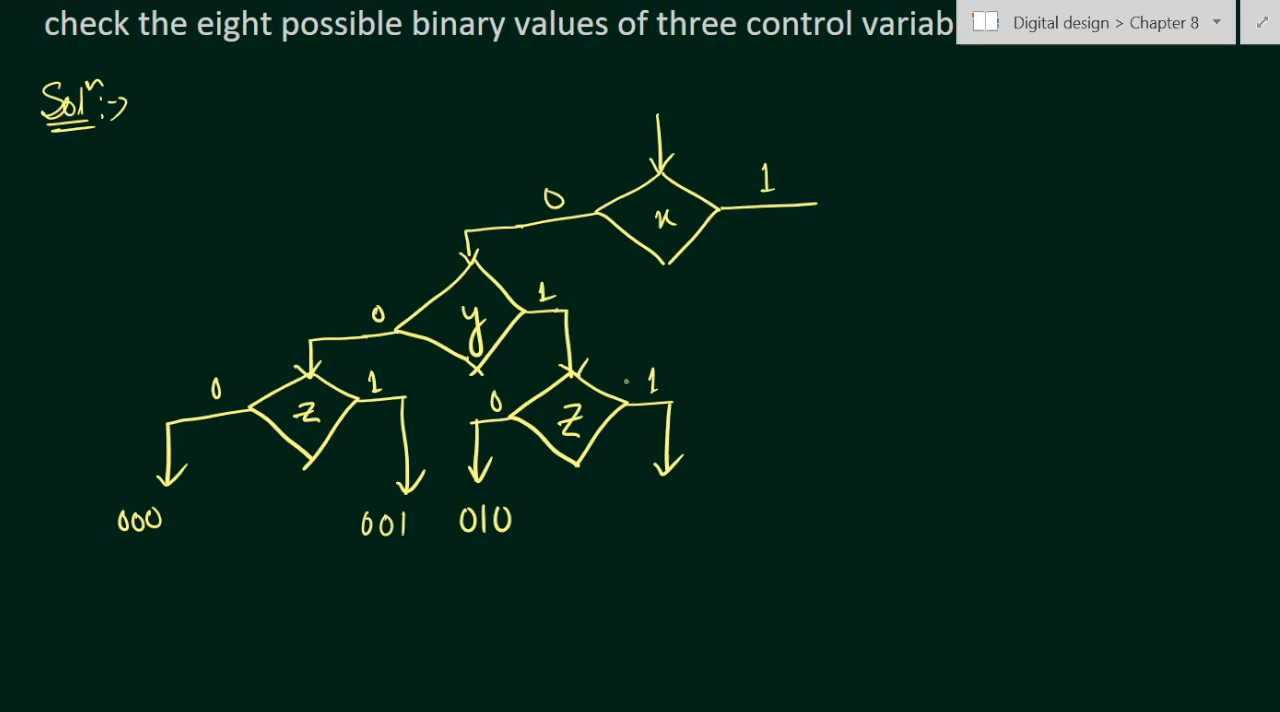 check the eight possible binary values of three control variab
Digital design > Chapter 8
Solⁿ :->
0 x 1
0 y 1
0 z 1 0 z 1
000 001 010